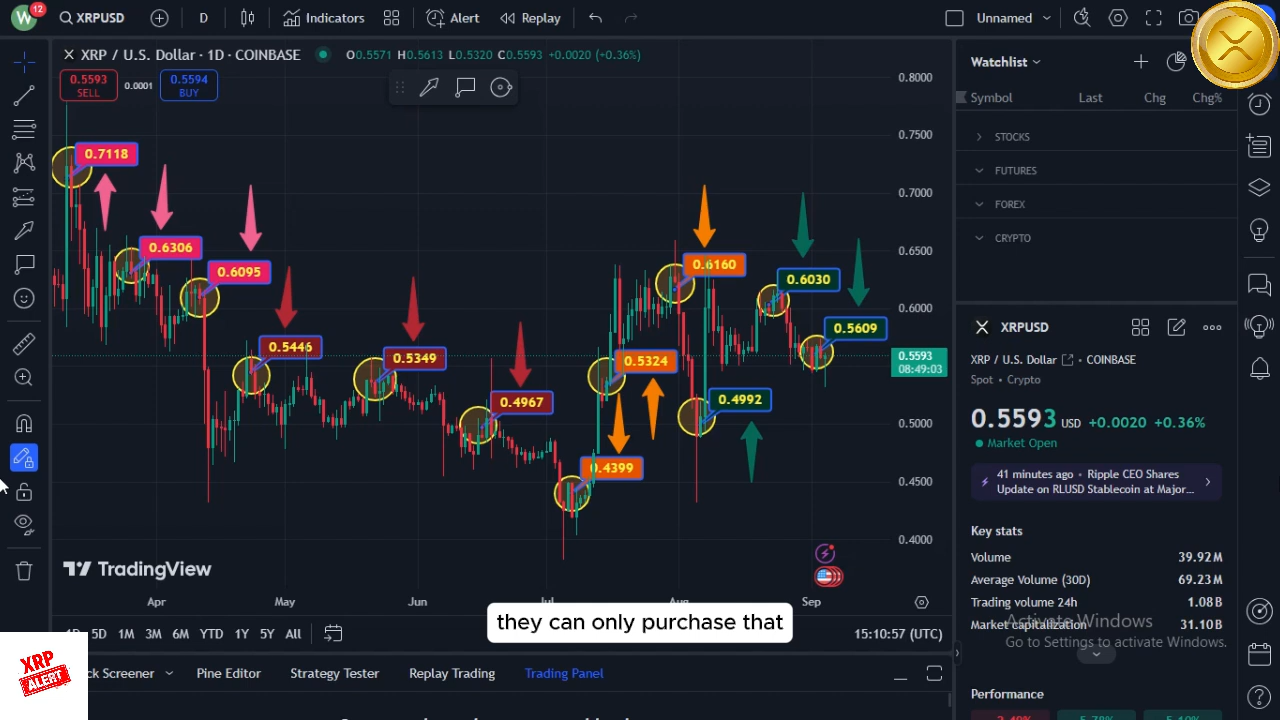 W 12 XRPUSD D Indicators Alert Replay Unnamed
XRP / U.S. Dollar · 1D · COINBASE O0.5571 H0.5613 L0.5320 C0.5593 +0.0020 (+0.36%)
0.5593 SELL 0.0001 0.5594 BUY
0.8000
0.7500
0.7000
0.6500
0.6000
0.5593
08:49:03
0.5000
0.4500
0.4000
0.7118
0.6306
0.6095
0.5446
0.5349
0.4967
0.4399
0.5324
0.6160
0.4992
0.6030
0.5609
TradingView
Apr May Jun Jul Aug Sep
they can only purchase that
5D 1M 3M 6M YTD 1Y 5Y All 15:10:57 (UTC)
XRP
ALERT
ck Screener Pine Editor Strategy Tester Replay Trading Trading Panel
Watchlist
Symbol Last Chg Chg%
STOCKS
FUTURES
FOREX
CRYPTO
XRPUSD
XRP / U.S. Dollar COINBASE
Spot · Crypto
0.5593 USD +0.0020 +0.36%
Market Open
41 minutes ago · Ripple CEO Shares
Update on RLUSD Stablecoin at Major...
Key stats
Volume 39.92M
Average Volume (30D) 69.23M
Trading volume 24h 1.08B
Market capitalization 31.10B
Activate Windows
Go to Settings to activate Windows.
Performance